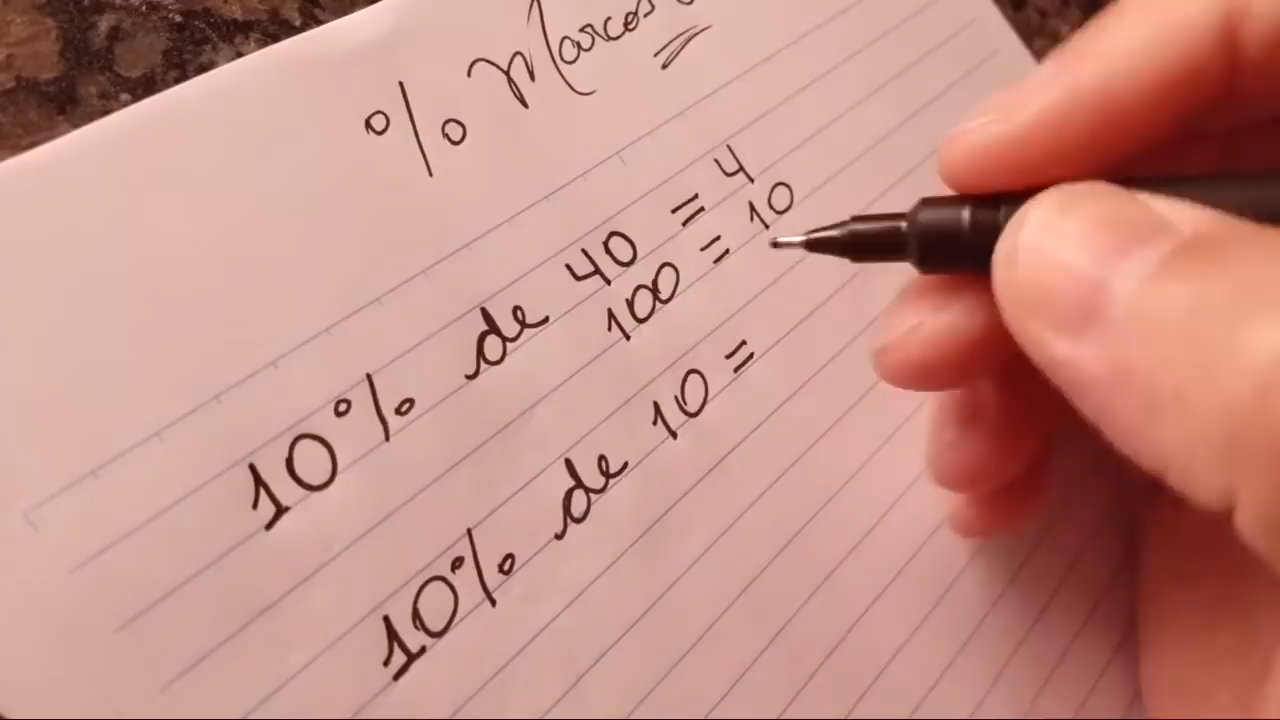 % Marcos
10% de 40 = 4
100 = 10
10% de 10 =